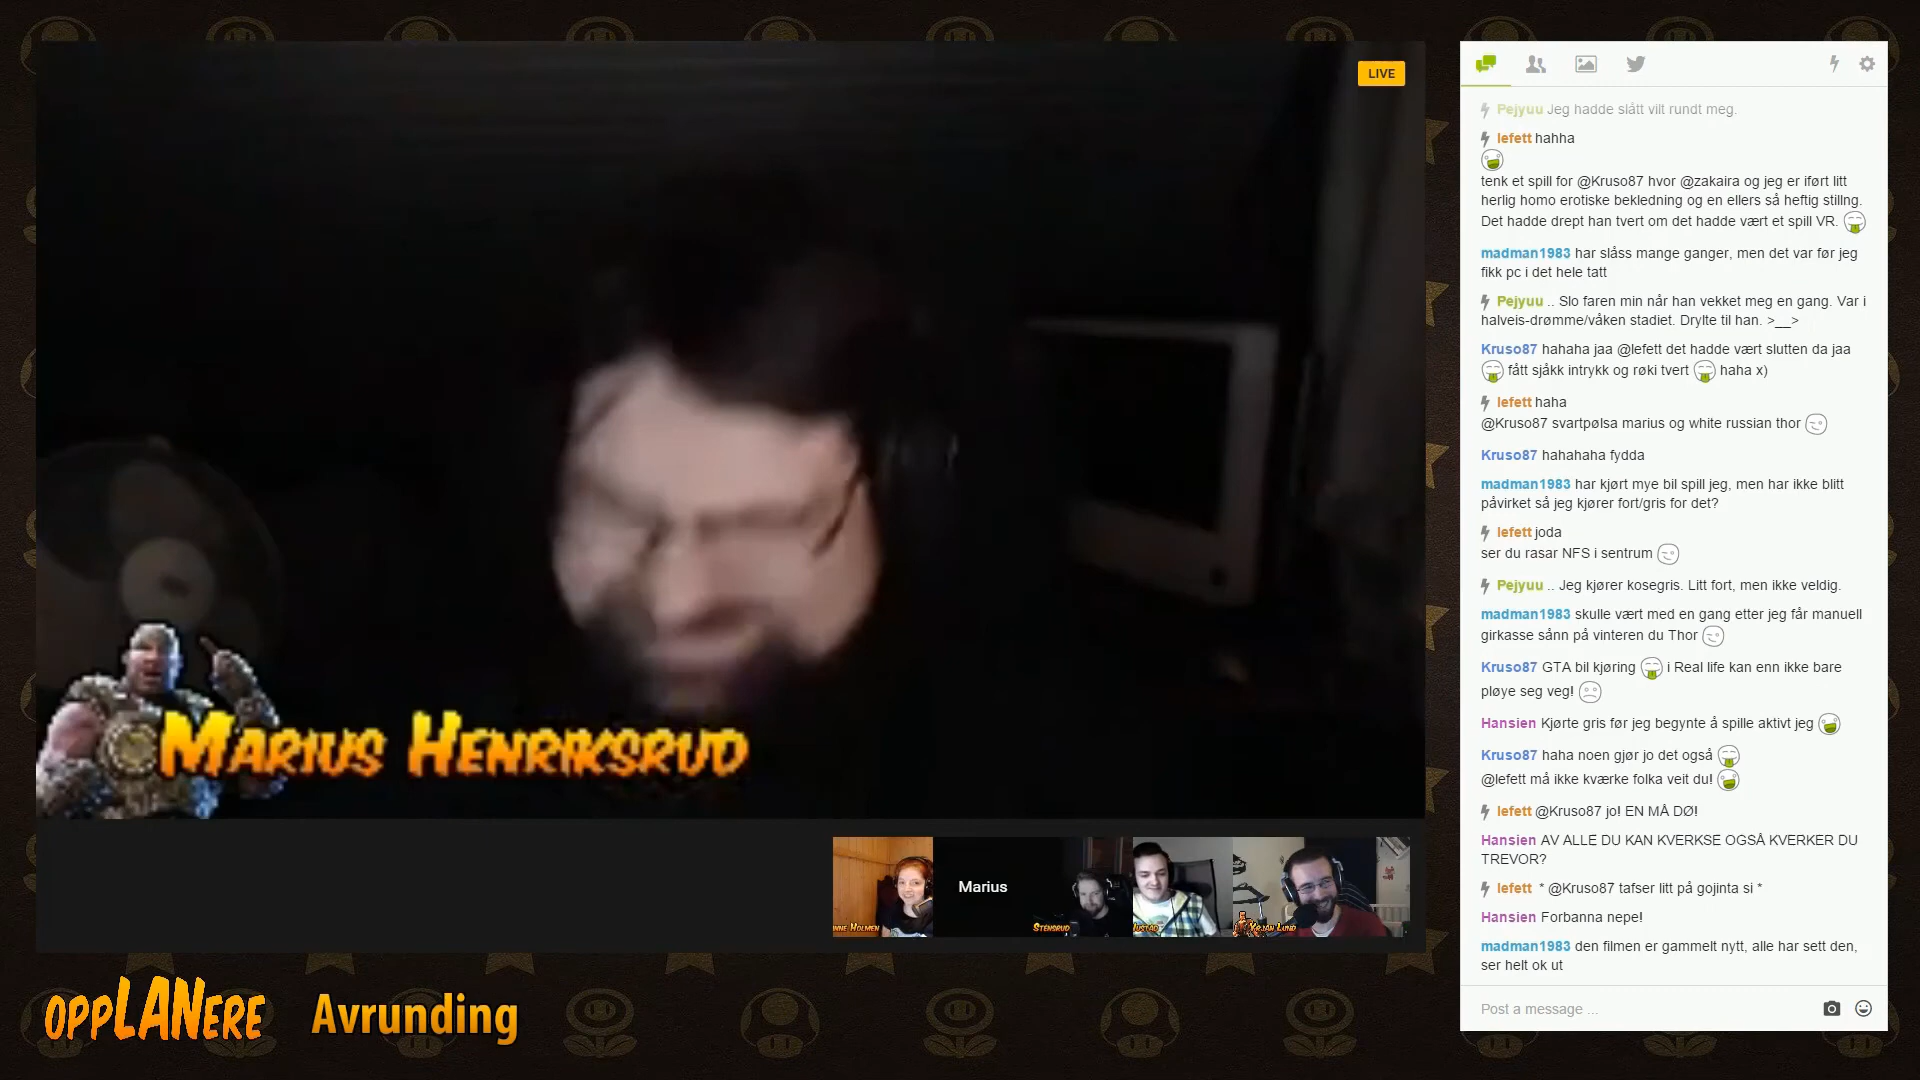 LIVE
Marius Henriksrud
Marius
Stensrud
Ørjan Lund
oppLANere
Avrunding
Pejyuu Jeg hadde slått vilt rundt meg.
lefett hahha
tenk et spill for @Kruso87 hvor @zakaira og jeg er iført litt
herlig homo erotiske bekledning og en ellers så heftig stillng.
Det hadde drept han tvert om det hadde vært et spill VR.
madman1983 har slåss mange ganger, men det var før jeg
fikk pc i det hele tatt
Pejyuu .. Slo faren min når han vekket meg en gang. Var i
halveis-drømme/våken stadiet. Drylte til han. >__>
Kruso87 hahaha jaa @lefett det hadde vært slutten da jaa
fått sjåkk intrykk og røki tvert haha x)
lefett haha
@Kruso87 svartpølsa marius og white russian thor
Kruso87 hahahaha fydda
madman1983 har kjørt mye bil spill jeg, men har ikke blitt
påvirket så jeg kjører fort/gris for det?
lefett joda
ser du rasar NFS i sentrum
Pejyuu .. Jeg kjører kosegris. Litt fort, men ikke veldig.
madman1983 skulle vært med en gang etter jeg får manuell
girkasse sånn på vinteren du Thor
Kruso87 GTA bil kjøring i Real life kan enn ikke bare
pløye seg veg!
Hansien Kjørte gris før jeg begynte å spille aktivt jeg
Kruso87 haha noen gjør jo det også
@lefett må ikke kværke folka veit du!
lefett @Kruso87 jo! EN MÅ DØ!
Hansien AV ALLE DU KAN KVERKSE OGSÅ KVERKER DU
TREVOR?
lefett * @Kruso87 tafser litt på gojinta si *
Hansien Forbanna nepe!
madman1983 den filmen er gammelt nytt, alle har sett den,
ser helt ok ut
Post a message ...